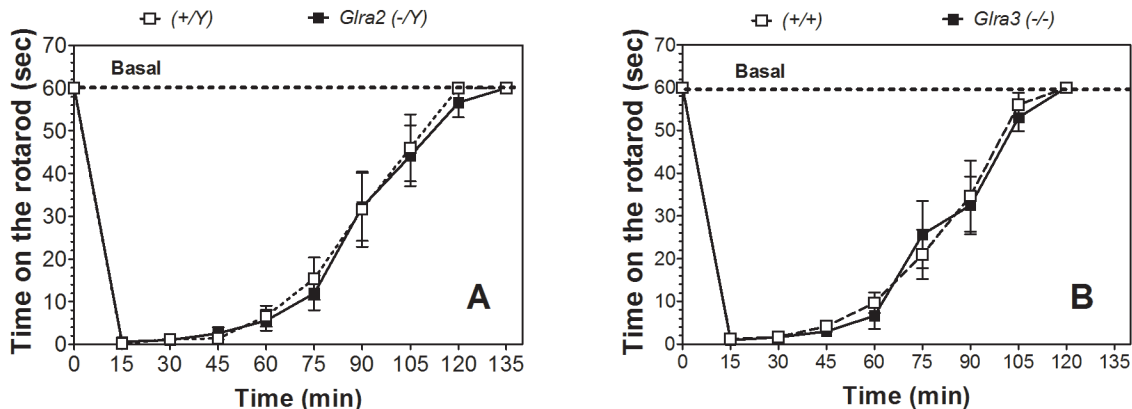 (+/Y) Glra2 (-/Y)
Time on the rotarod (sec)
70
60
50
40
30
20
10
0
Basal
A
0 15 30 45 60 75 90 105 120 135
Time (min)
(+/+) Glra3 (-/-)
Time on the rotarod (sec)
70
60
50
40
30
20
10
0
Basal
B
0 15 30 45 60 75 90 105 120 135
Time (min)